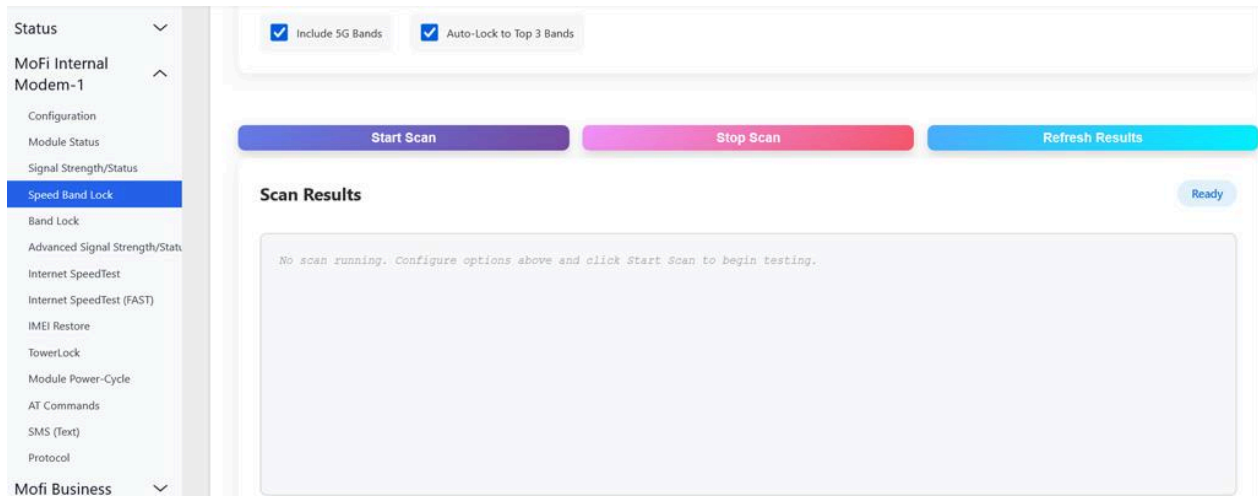 Status
MoFi Internal
Modem-1
Configuration
Module Status
Signal Strength/Status
Speed Band Lock
Band Lock
Advanced Signal Strength/Statu
Internet SpeedTest
Internet SpeedTest (FAST)
IMEI Restore
TowerLock
Module Power-Cycle
AT Commands
SMS (Text)
Protocol
Mofi Business
Include 5G Bands
Auto-Lock to Top 3 Bands
Start Scan
Stop Scan
Refresh Results
Scan Results
Ready
No scan running. Configure options above and click Start Scan to begin testing.